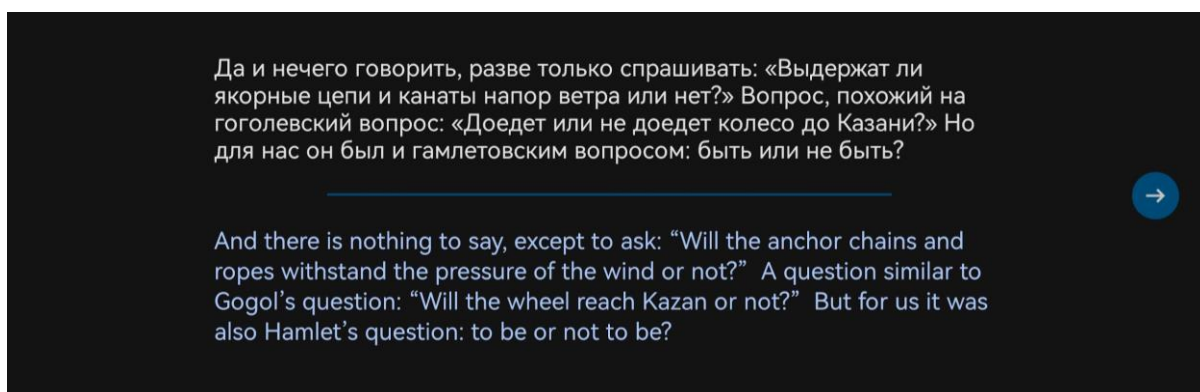 Да и нечего говорить, разве только спрашивать: «Выдержат ли
якорные цепи и канаты напор ветра или нет?» Вопрос, похожий на
гоголевский вопрос: «Доедет или не доедет колесо до Казани?» Но
для нас он был и гамлетовским вопросом: быть или не быть?
And there is nothing to say, except to ask: “Will the anchor chains and
ropes withstand the pressure of the wind or not?”  A question similar to
Gogol’s question: “Will the wheel reach Kazan or not?”  But for us it was
also Hamlet’s question: to be or not to be?